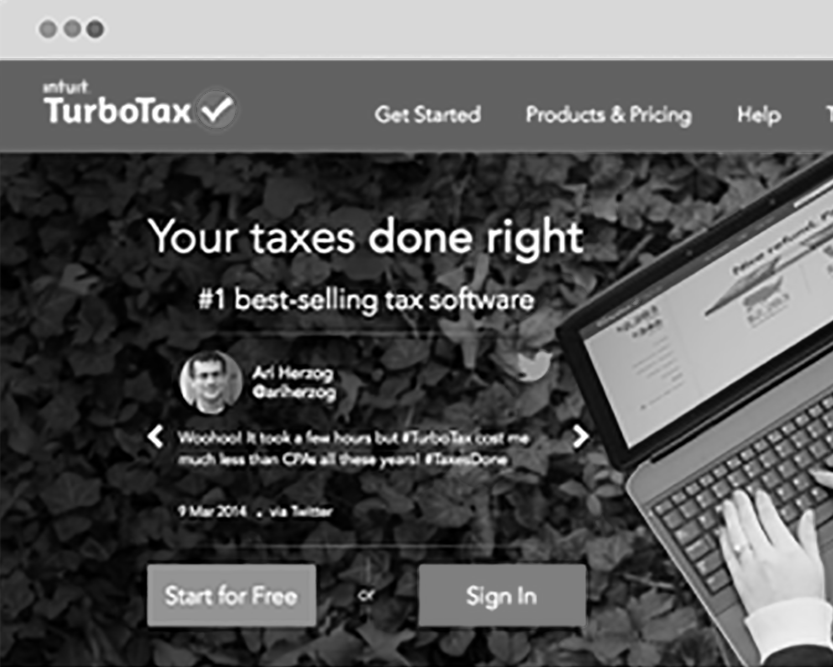 intuit
TurboTax
Get Started Products & Pricing Help
Your taxes done right
#1 best-selling tax software
Ari Herzog
@ariherzog
Woohoo! It took a few hours but #TurboTax cost me
much less than CPAs all these years! #TaxesDone
9 Mar 2014 . via Twitter
Start for Free or Sign In